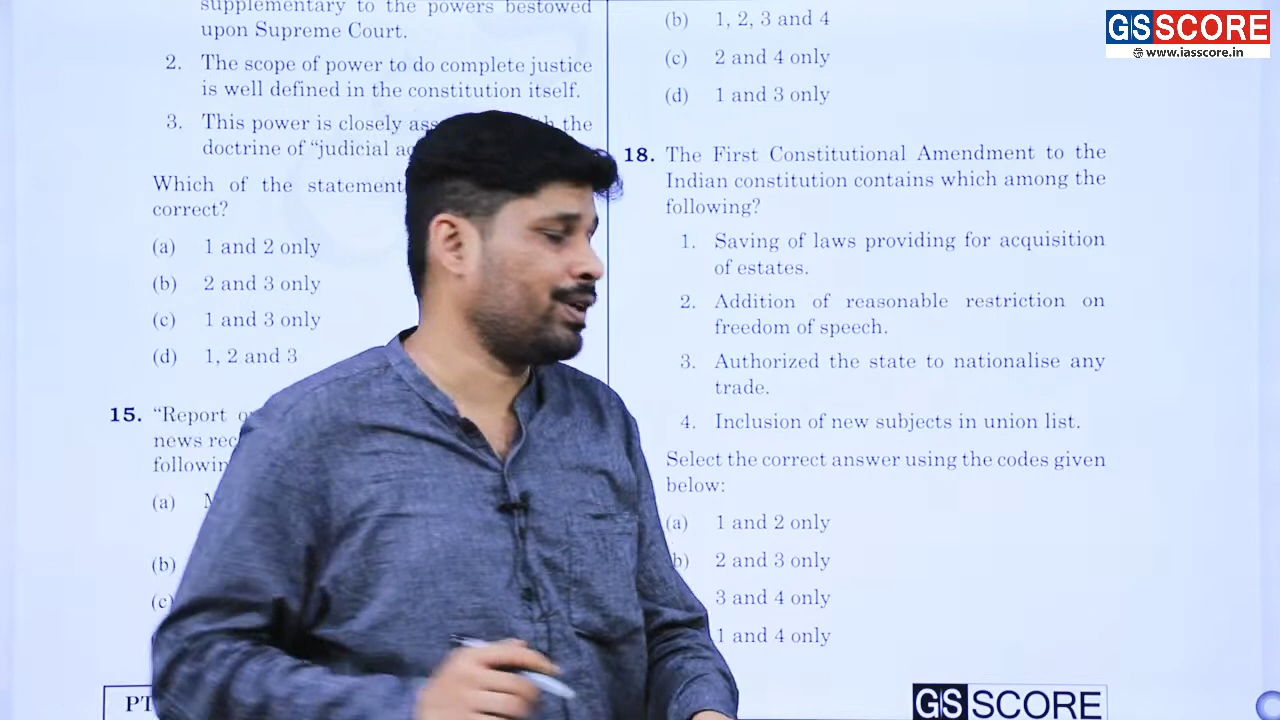 supplementary to the powers bestowed
upon Supreme Court.
2. The scope of power to do complete justice
is well defined in the constitution itself.
3. This power is closely the
doctrine of "judicial
Which of the
correct?
(a) 1 and 2 only
(b) 2 and 3 only
(c) 1 and 3 only
(d) 1, 2 and 3
15. "Report
news
(a)
(b)
(c)
PT
(b) 1, 2, 3 and 4
(c) 2 and 4 only
(d) 1 and 3 only
18. The First Constitutional Amendment to the
Indian constitution contains which among the
following?
1. Saving of laws providing for acquisition
of estates.
2. Addition of reasonable restriction on
freedom of speech.
3. Authorized the state to nationalise any
trade.
4. Inclusion of new subjects in union list.
Select the correct answer using the codes given
below:
(a) 1 and 2 only
b) 2 and 3 only
3 and 4 only
1 and 4 only
GS SCORE
GS SCORE
www.iasscore.in